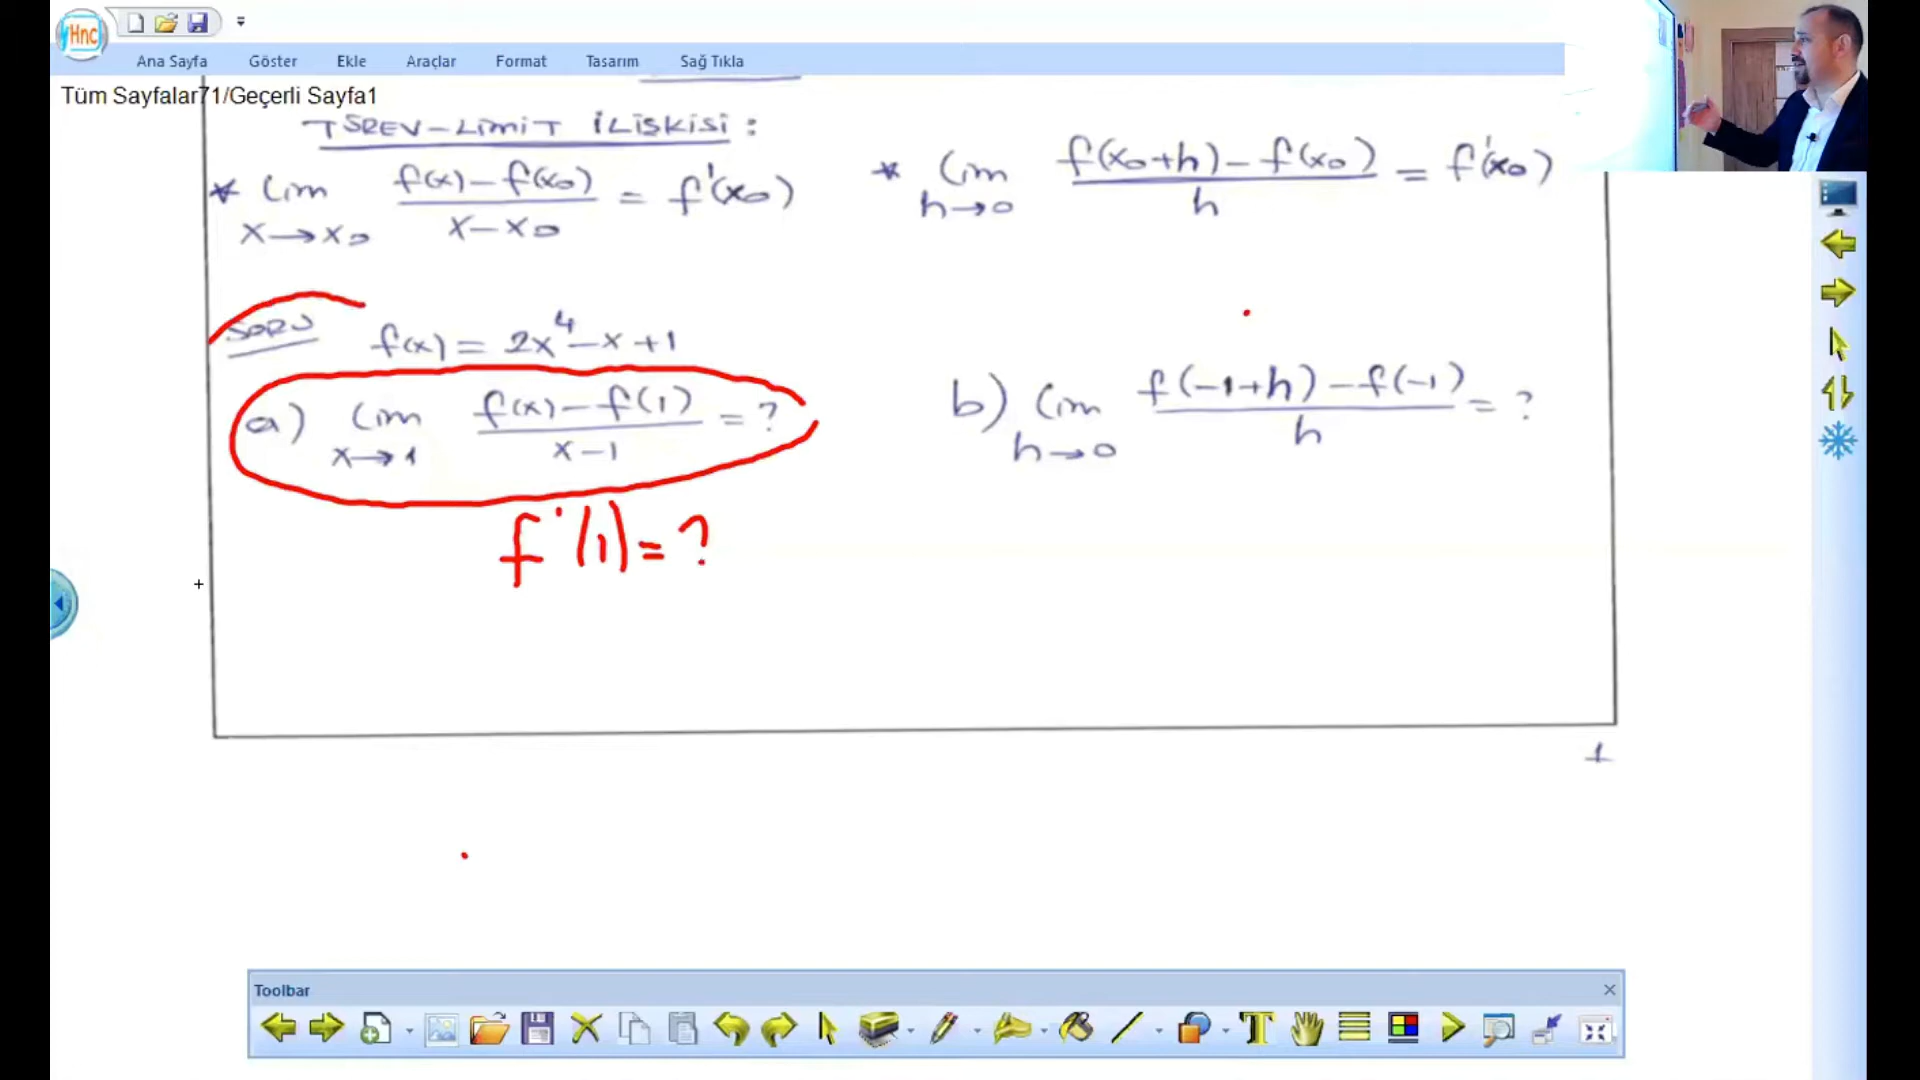 Hnc
Ana Sayfa Göster Ekle Araçlar Format Tasarım Sağ Tıkla
Tüm Sayfalar71/Geçerli Sayfa1
TÜREV-LİMİT İLİŞKİSİ :
* lim x→x₀ f(x)-f(x₀) / x-x₀ = f'(x₀)
* lim h→0 f(x₀+h)-f(x₀) / h = f'(x₀)
SORU f(x) = 2x⁴-x+1
a) lim x→1 f(x)-f(1) / x-1 = ?
b) lim h→0 f(-1+h)-f(-1) / h = ?
f'(1)=?
1
Toolbar